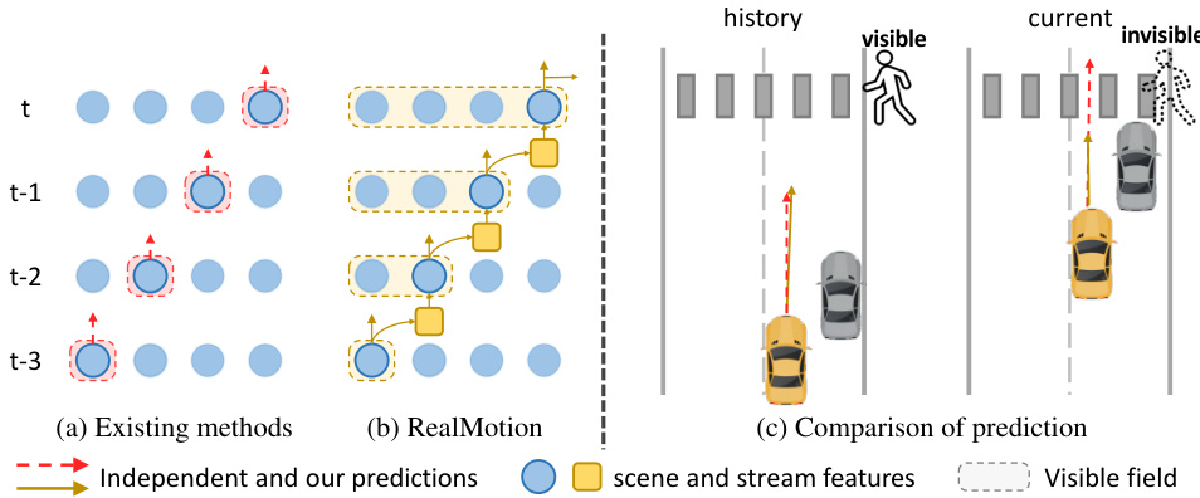 history
current
visible
invisible
t
t-1
t-2
t-3
(a) Existing methods
(b) RealMotion
(c) Comparison of prediction
Independent and our predictions
scene and stream features
Visible field